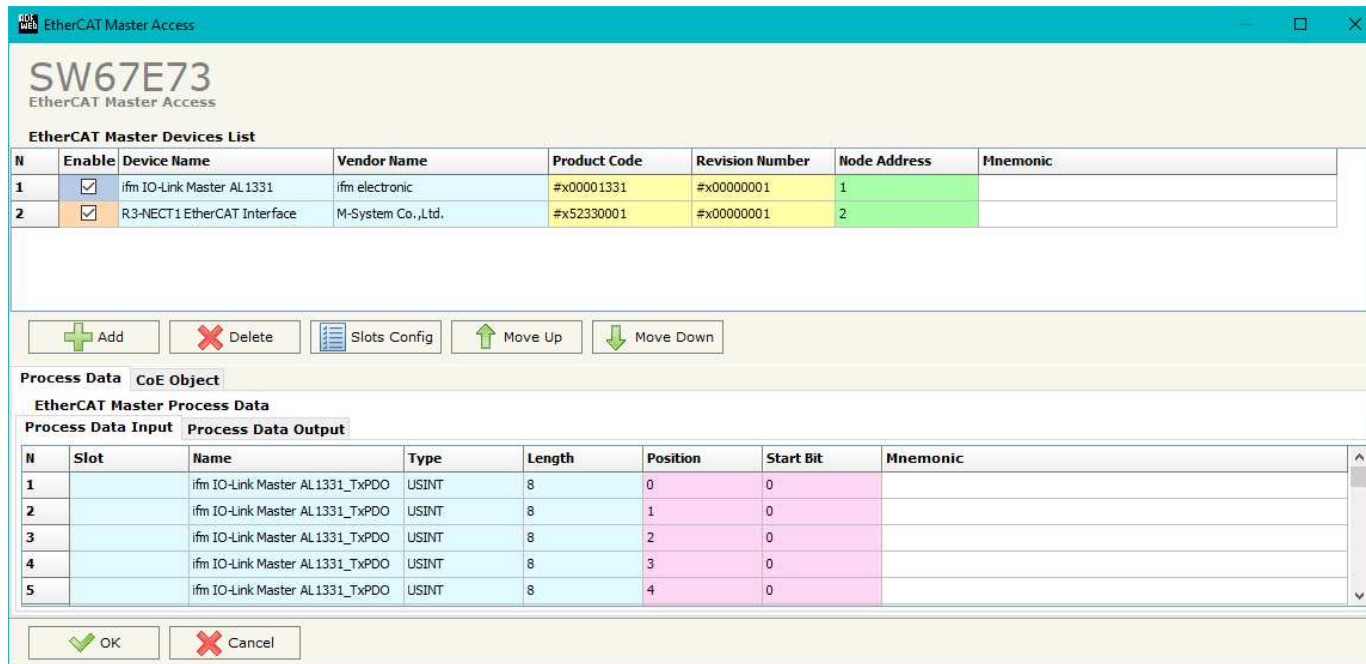 ADF WEB EtherCAT Master Access
SW67E73
EtherCAT Master Access
EtherCAT Master Devices List
N Enable Device Name Vendor Name Product Code Revision Number Node Address Mnemonic
1 ifm IO-Link Master AL1331 ifm electronic #x00001331 #x00000001 1
2 R3-NECT1 EtherCAT Interface M-System Co.,Ltd. #x52330001 #x00000001 2
Add Delete Slots Config Move Up Move Down
Process Data CoE Object
EtherCAT Master Process Data
Process Data Input Process Data Output
N Slot Name Type Length Position Start Bit Mnemonic
1 ifm IO-Link Master AL1331_TxPDO USINT 8 0 0
2 ifm IO-Link Master AL1331_TxPDO USINT 8 1 0
3 ifm IO-Link Master AL1331_TxPDO USINT 8 2 0
4 ifm IO-Link Master AL1331_TxPDO USINT 8 3 0
5 ifm IO-Link Master AL1331_TxPDO USINT 8 4 0
OK Cancel